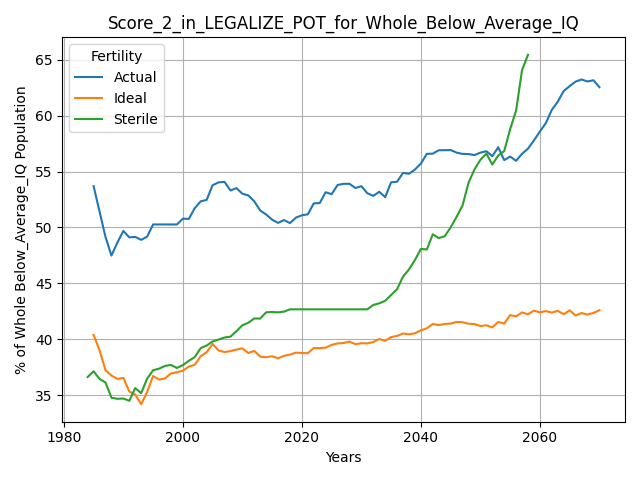 Score_2_in_LEGALIZE_POT_for_Whole_Below_Average_IQ
Fertility
Actual
Ideal
Sterile
% of Whole Below_Average_IQ Population
65
60
55
50
45
40
35
1980
2000
2020
2040
2060
Years